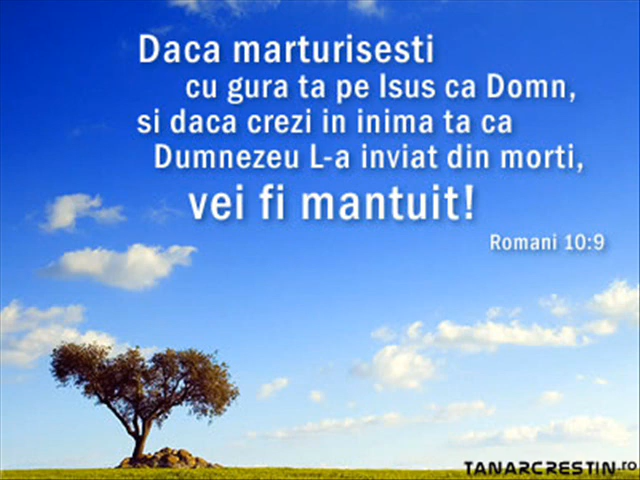 Daca marturisesti
cu gura ta pe Isus ca Domn,
si daca crezi in inima ta ca
Dumnezeu L-a inviat din morti,
vei fi mantuit!
Romani 10:9
TANARCRESTIN.ro